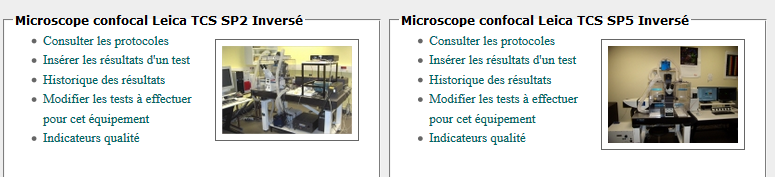 Microscope confocal Leica TCS SP2 Inversé
Consulter les protocoles
Insérer les résultats d'un test
Historique des résultats
Modifier les tests à effectuer
pour cet équipement
Indicateurs qualité
Microscope confocal Leica TCS SP5 Inversé
Consulter les protocoles
Insérer les résultats d'un test
Historique des résultats
Modifier les tests à effectuer
pour cet équipement
Indicateurs qualité